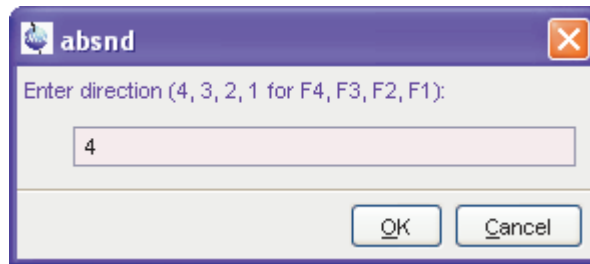 absnd
Enter direction (4, 3, 2, 1 for F4, F3, F2, F1):
4
OK Cancel